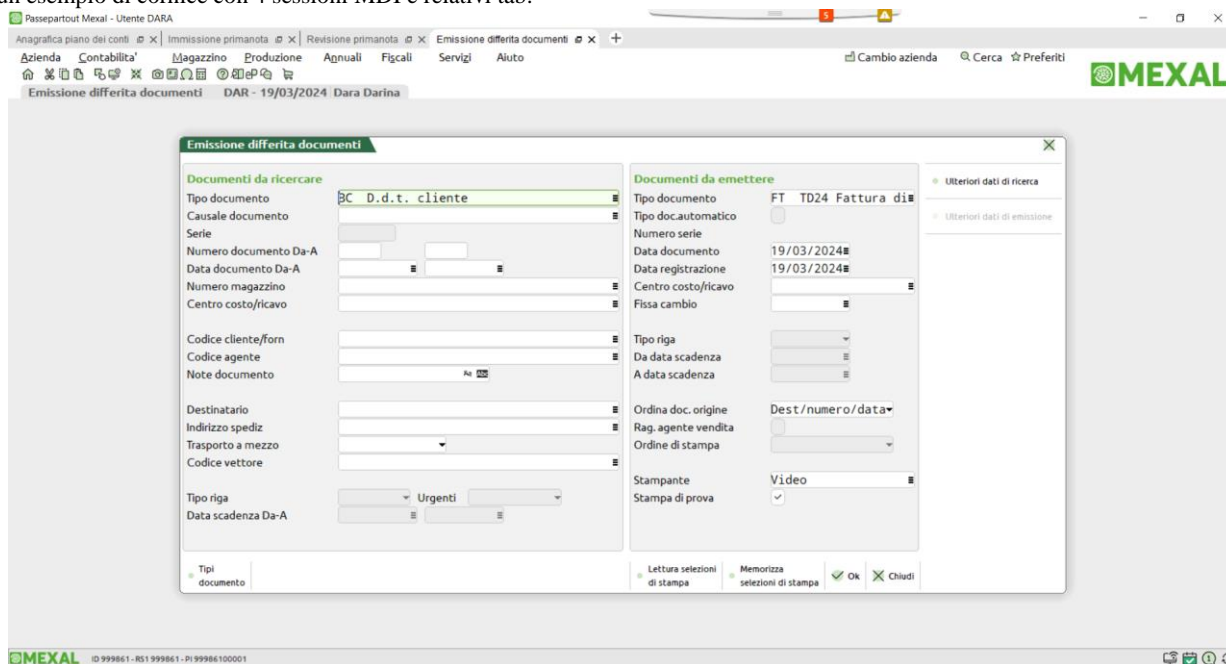 un esempio di cornice con 4 sessioni MDI e relativi tab:
Passepartout Mexal - Utente DARA
Anagrafica piano dei conti Immissione primanota Revisione primanota Emissione differita documenti
Azienda Contabilita' Magazzino Produzione Annuali Fiscali Servizi Aiuto Cambio azienda Cerca Preferiti
MEXAL
Emissione differita documenti DAR - 19/03/2024 Dara Darina
Emissione differita documenti
Documenti da ricercare
Tipo documento BC D.d.t. cliente
Causale documento
Serie
Numero documento Da-A
Data documento Da-A
Numero magazzino
Centro costo/ricavo
Codice cliente/forn
Codice agente
Note documento
Destinatario
Indirizzo spediz
Trasporto a mezzo
Codice vettore
Tipo riga Urgenti
Data scadenza Da-A
Documenti da emettere
Tipo documento FT TD24 Fattura di
Tipo doc.automatico
Numero serie
Data documento 19/03/2024
Data registrazione 19/03/2024
Centro costo/ricavo
Fissa cambio
Tipo riga
Da data scadenza
A data scadenza
Ordina doc. origine Dest/numero/data
Rag. agente vendita
Ordine di stampa
Stampante Video
Stampa di prova
Ulteriori dati di ricerca
Ulteriori dati di emissione
Tipi
documento
Lettura selezioni
di stampa
Memorizza
selezioni di stampa
Ok Chiudi
MEXAL ID 999861 - RS1 999861 - PI 99986100001